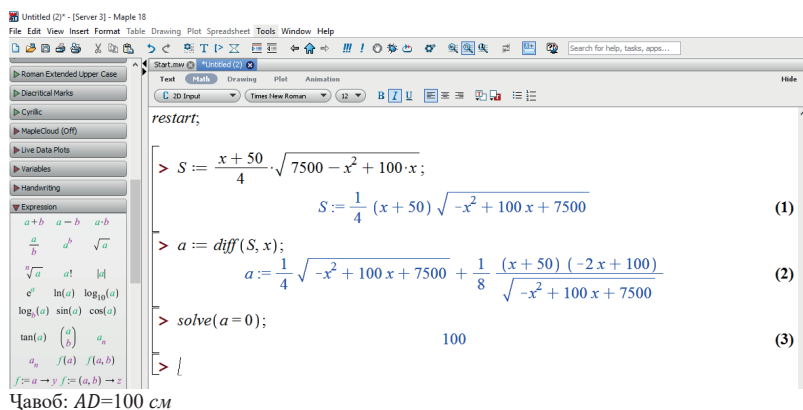 Untitled (2)* - [Server 3] - Maple 18
File Edit View Insert Format Table Drawing Plot Spreadsheet Tools Window Help
Search for help, tasks, apps...
Start.mw *Untitled (2)
Text Math Drawing Plot Animation Hide
C 2D Input Times New Roman 12 B I U
Roman Extended Upper Case
Diacritical Marks
Cyrillic
MapleCloud (Off)
Live Data Plots
Variables
Handwriting
Expression
a+b a−b a·b
a/b a^b √a
ⁿ√a a! |a|
e^a ln(a) log₁₀(a)
log_b(a) sin(a) cos(a)
tan(a) (a b) a_n
a_n f(a) f(a, b)
f := a → y f := (a, b) → z
restart;
> S := (x + 50)/4 · √(7500 − x² + 100·x);
S := 1/4 (x + 50) √(−x² + 100 x + 7500) (1)
> a := diff(S, x);
a := 1/4 √(−x² + 100 x + 7500) + 1/8 (x + 50) (−2 x + 100)/√(−x² + 100 x + 7500) (2)
> solve(a = 0);
100 (3)
>
Ҷавоб: AD=100 см